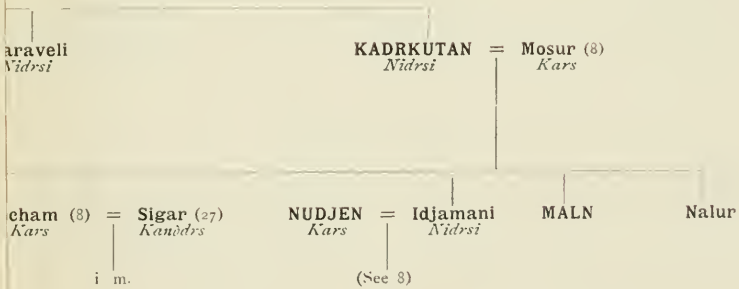 araveli KADRKUTAN = Mosur (8)
Nidrsi Nidrsi Kars
cham (8) = Sigar (27) NUDJEN = Idjamani MALN Nalur
Kars Kanòdrs Kars Nidrsi
i m. (See 8)